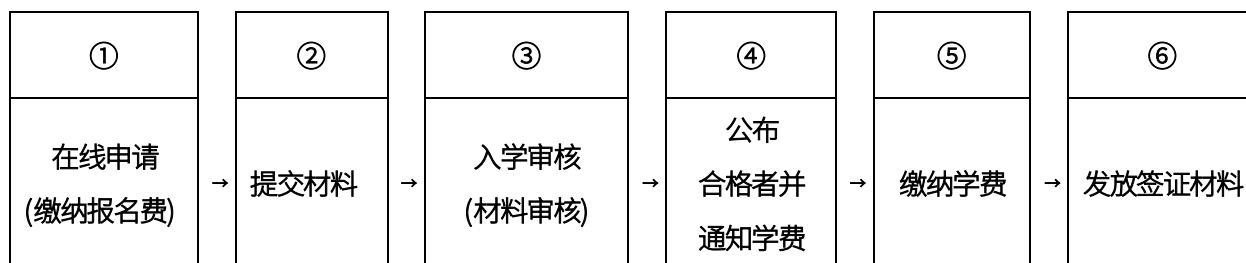 ①
②
③
④
⑤
⑥
在线申请
(缴纳报名费)
→
提交材料
→
入学审核
(材料审核)
→
公布
合格者并
通知学费
→
缴纳学费
→
发放签证材料